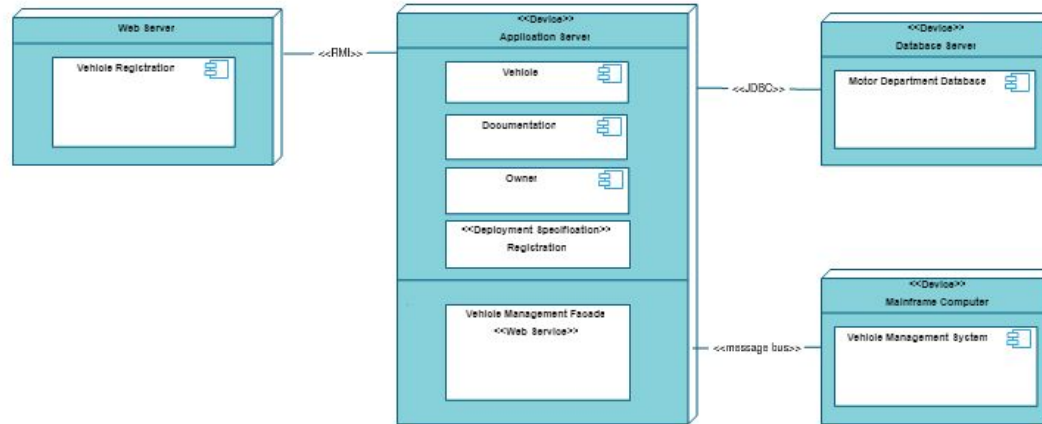 Web Server
Vehicle Registration
<<RMI>>
<<Device>>
Application Server
Vehicle
Documentation
Owner
<<Deployment Specification>>
Registration
Vehicle Management Facade
<<Web Service>>
<<JDBC>>
<<Device>>
Database Server
Motor Department Database
<<message bus>>
<<Device>>
Mainframe Computer
Vehicle Management System